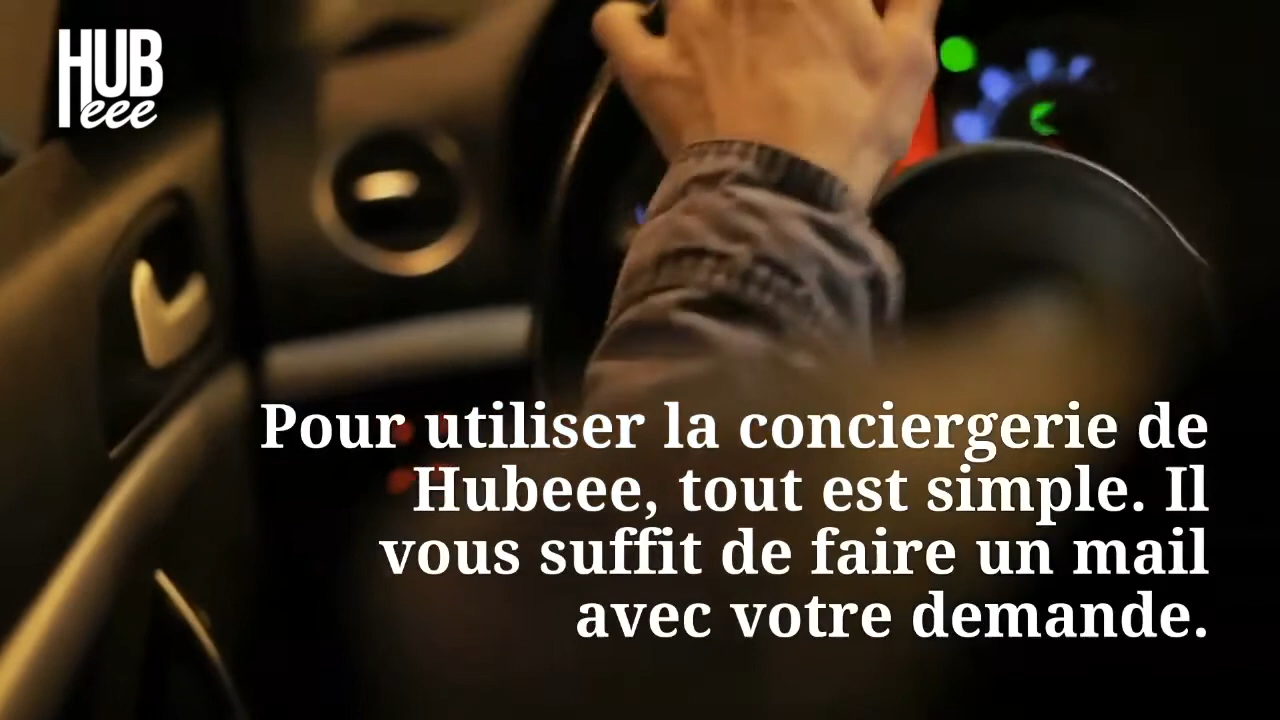 HUB
eee
Pour utiliser la conciergerie de
Hubeee, tout est simple. Il
vous suffit de faire un mail
avec votre demande.